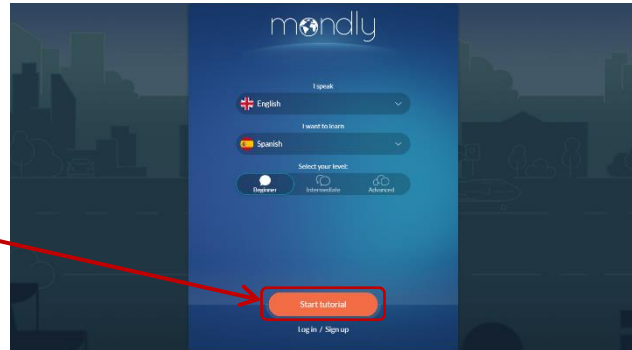 mondly
I speak
English
I want to learn
Spanish
Select your level:
Beginner Intermediate Advanced
Start tutorial
Log in / Sign up